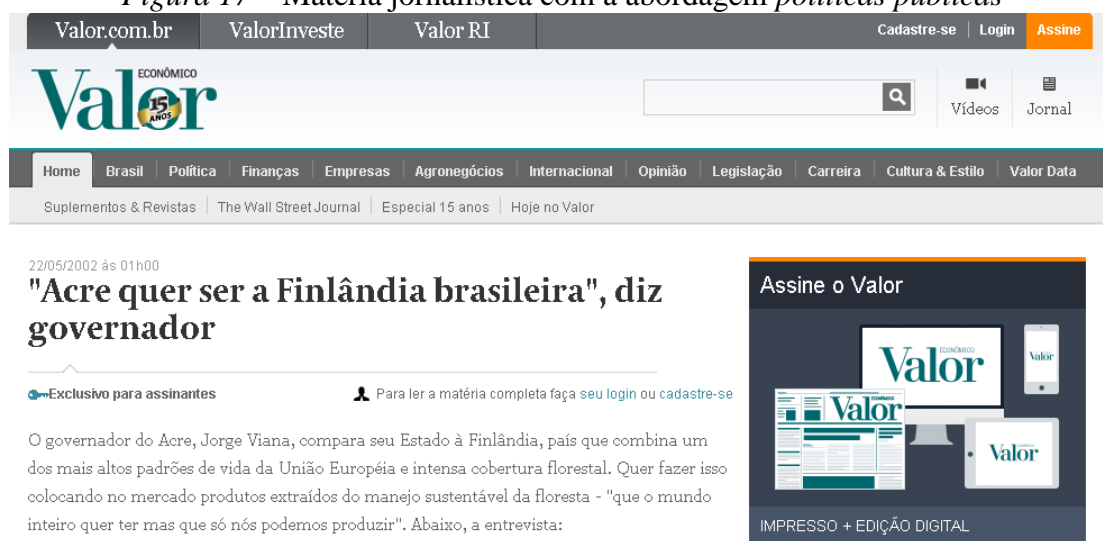 Figura 17 – Matéria jornalística com a abordagem políticas públicas
Valor.com.br ValorInveste Valor RI Cadastre-se Login Assine
Valor ECONÔMICO 15 ANOS
Vídeos Jornal
Home Brasil Política Finanças Empresas Agronegócios Internacional Opinião Legislação Carreira Cultura & Estilo Valor Data
Suplementos & Revistas The Wall Street Journal Especial 15 anos Hoje no Valor
22/05/2002 às 01h00
"Acre quer ser a Finlândia brasileira", diz
governador
Exclusivo para assinantes Para ler a matéria completa faça seu login ou cadastre-se
O governador do Acre, Jorge Viana, compara seu Estado à Finlândia, país que combina um
dos mais altos padrões de vida da União Européia e intensa cobertura florestal. Quer fazer isso
colocando no mercado produtos extraídos do manejo sustentável da floresta - "que o mundo
inteiro quer ter mas que só nós podemos produzir". Abaixo, a entrevista:
Assine o Valor
Valor ECONÔMICO
Valor
Valor
Valor
IMPRESSO + EDIÇÃO DIGITAL